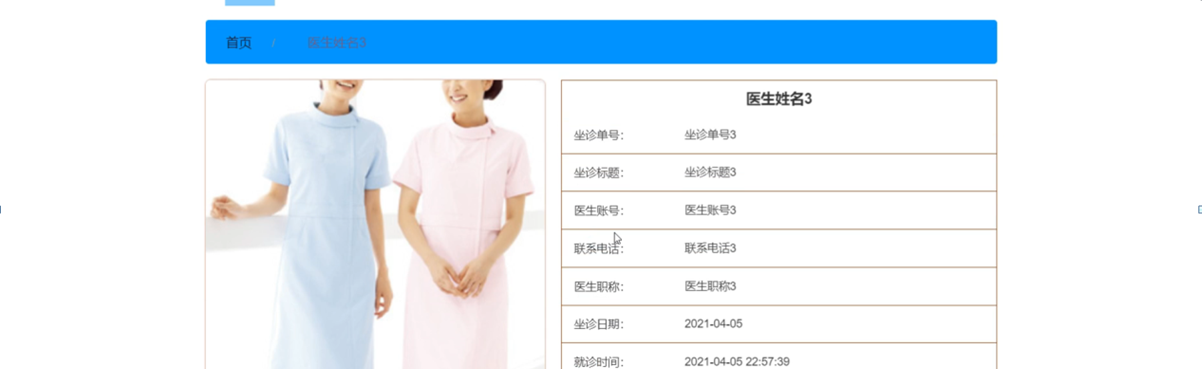 首页 / 医生姓名3
医生姓名3
坐诊单号： 坐诊单号3
坐诊标题： 坐诊标题3
医生账号： 医生账号3
联系电话： 联系电话3
医生职称： 医生职称3
坐诊日期： 2021-04-05
就诊时间： 2021-04-05 22:57:39